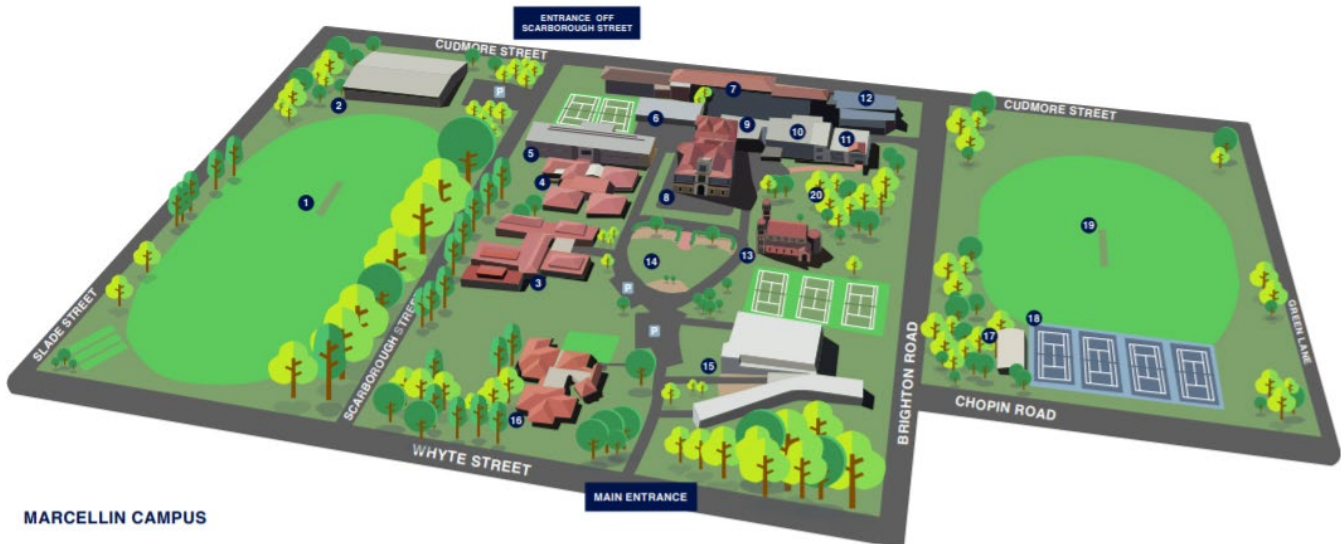 ENTRANCE OFF
SCARBOROUGH STREET
CUDMORE STREET
CUDMORE STREET
P
7
12
2
6
9
10
11
5
4
8
20
1
19
3
14
13
P
P
SLADE STREET
SCARBOROUGH STREET
BRIGHTON ROAD
GREEN LANE
17
18
15
16
CHOPIN ROAD
WHYTE STREET
MAIN ENTRANCE
MARCELLIN CAMPUS